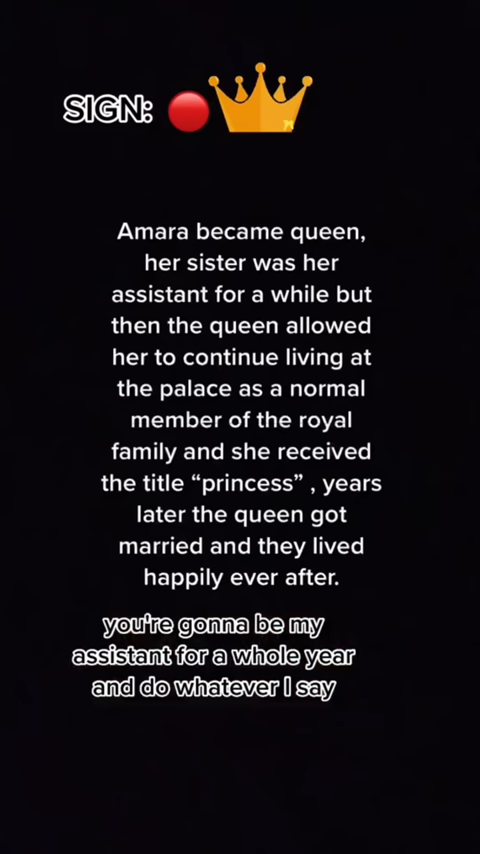 SIGN: 🔴👑
Amara became queen,
her sister was her
assistant for a while but
then the queen allowed
her to continue living at
the palace as a normal
member of the royal
family and she received
the title “princess” , years
later the queen got
married and they lived
happily ever after.
you're gonna be my
assistant for a whole year
and do whatever I say